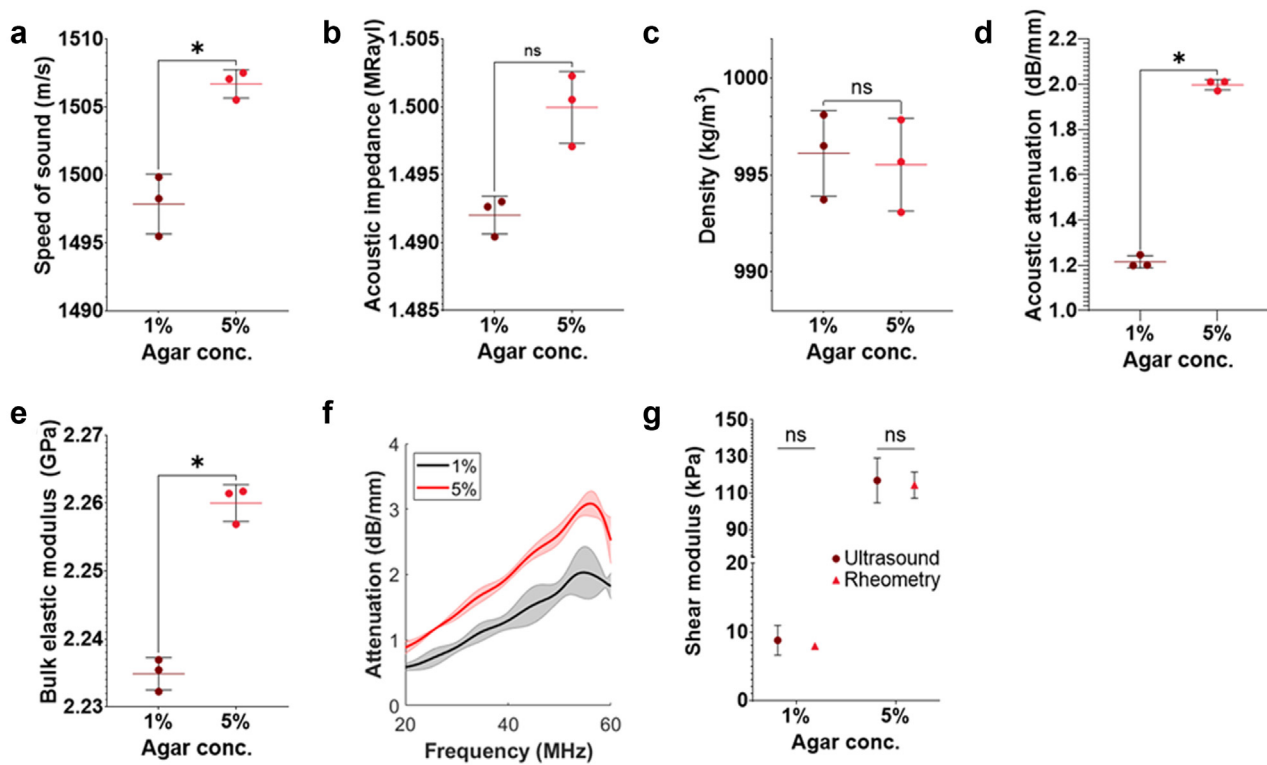 a
1510
1505
1500
1495
1490
Speed of sound (m/s)
*
1% 5%
Agar conc.
b
1.505
1.500
1.495
1.490
1.485
Acoustic impedance (MRayl)
ns
1% 5%
Agar conc.
c
1000
995
990
Density (kg/m³)
ns
1% 5%
Agar conc.
d
2.2
2.0
1.8
1.6
1.4
1.2
1.0
Acoustic attenuation (dB/mm)
*
1% 5%
Agar conc.
e
2.27
2.26
2.25
2.24
2.23
Bulk elastic modulus (GPa)
*
1% 5%
Agar conc.
f
4
3
2
1
0
Attenuation (dB/mm)
1%
5%
20 40 60
Frequency (MHz)
g
150
130
110
90
20
10
0
Shear modulus (kPa)
ns ns
Ultrasound
Rheometry
1% 5%
Agar conc.